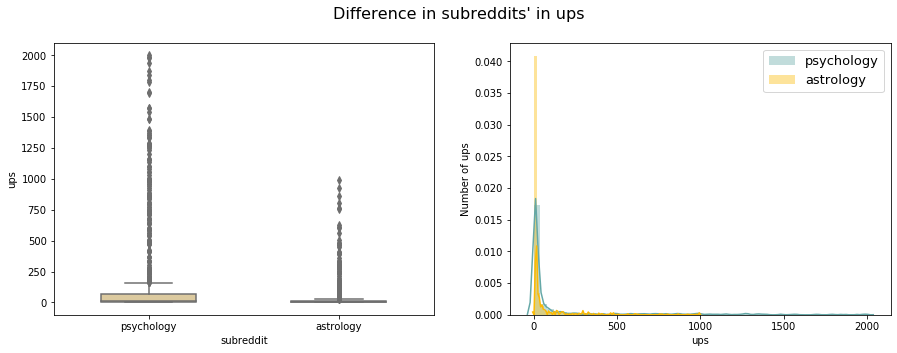 Difference in subreddits' in ups
2000
1750
1500
1250
1000
750
500
250
0
ups
psychology
astrology
subreddit
0.040
0.035
0.030
0.025
0.020
0.015
0.010
0.005
0.000
Number of ups
psychology
astrology
0
500
1000
1500
2000
ups